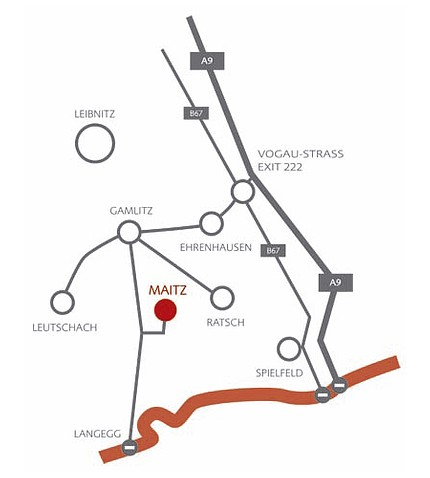 A9
B67
LEIBNITZ
VOGAU-STRASS
EXIT 222
GAMLITZ
EHRENHAUSEN
B67
A9
MAITZ
LEUTSCHACH
RATSCH
SPIELFELD
LANGEGG